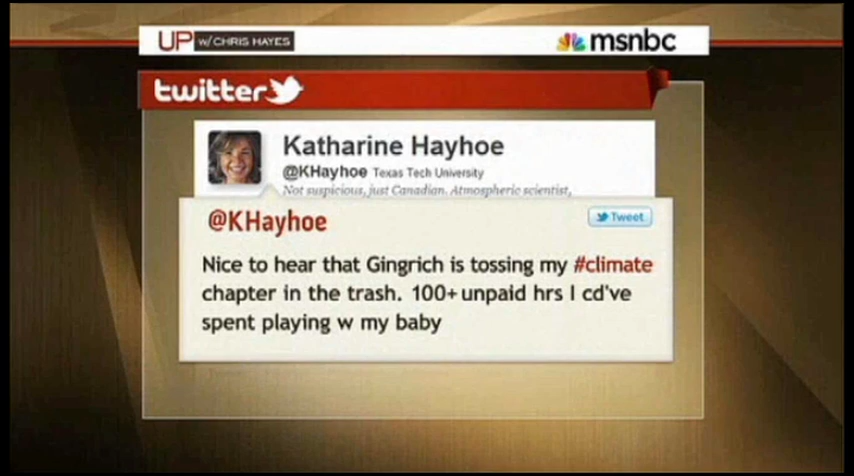 UP W/CHRIS HAYES msnbc
twitter
Katharine Hayhoe
@KHayhoe Texas Tech University
Not suspicious, just Canadian. Atmospheric scientist,
@KHayhoe Tweet
Nice to hear that Gingrich is tossing my #climate
chapter in the trash. 100+ unpaid hrs I cd've
spent playing w my baby